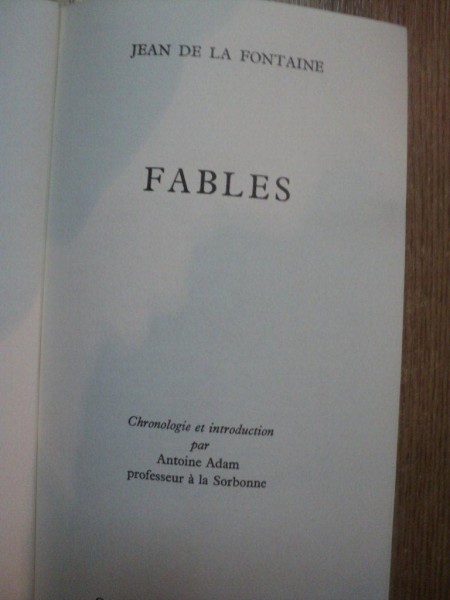 JEAN DE LA FONTAINE
FABLES
Chronologie et introduction
par
Antoine Adam
professeur à la Sorbonne